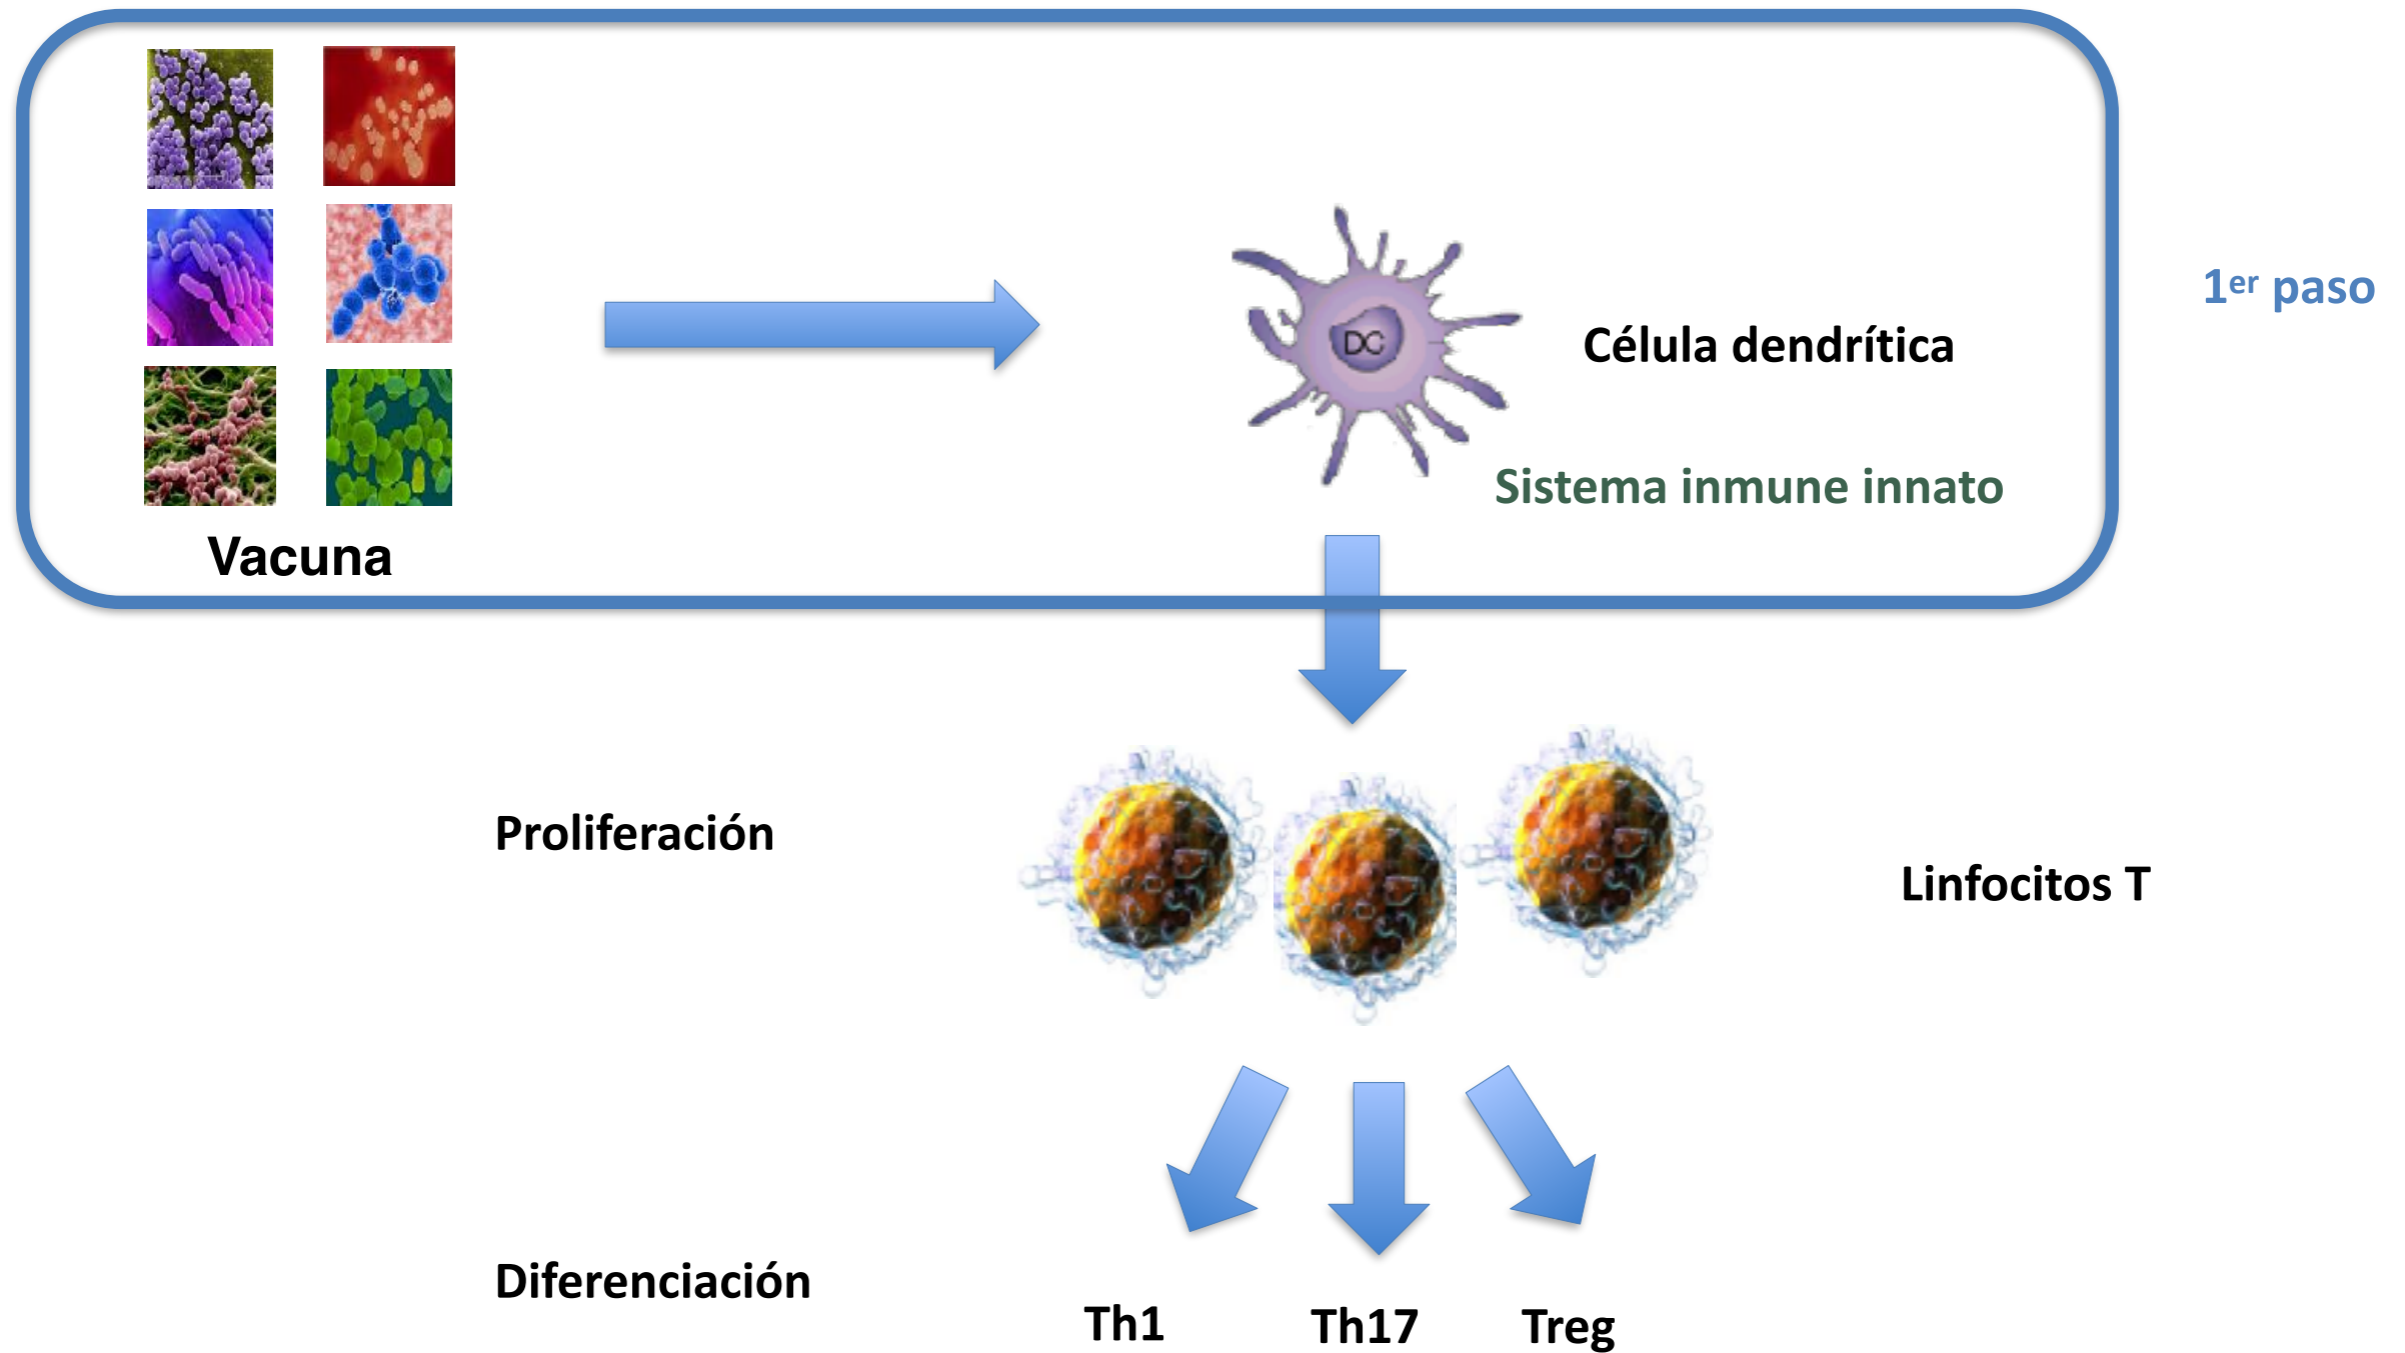 1er paso
DC
Célula dendrítica
Sistema inmune innato
Vacuna
Proliferación
Linfocitos T
Diferenciación
Th1
Th17
Treg